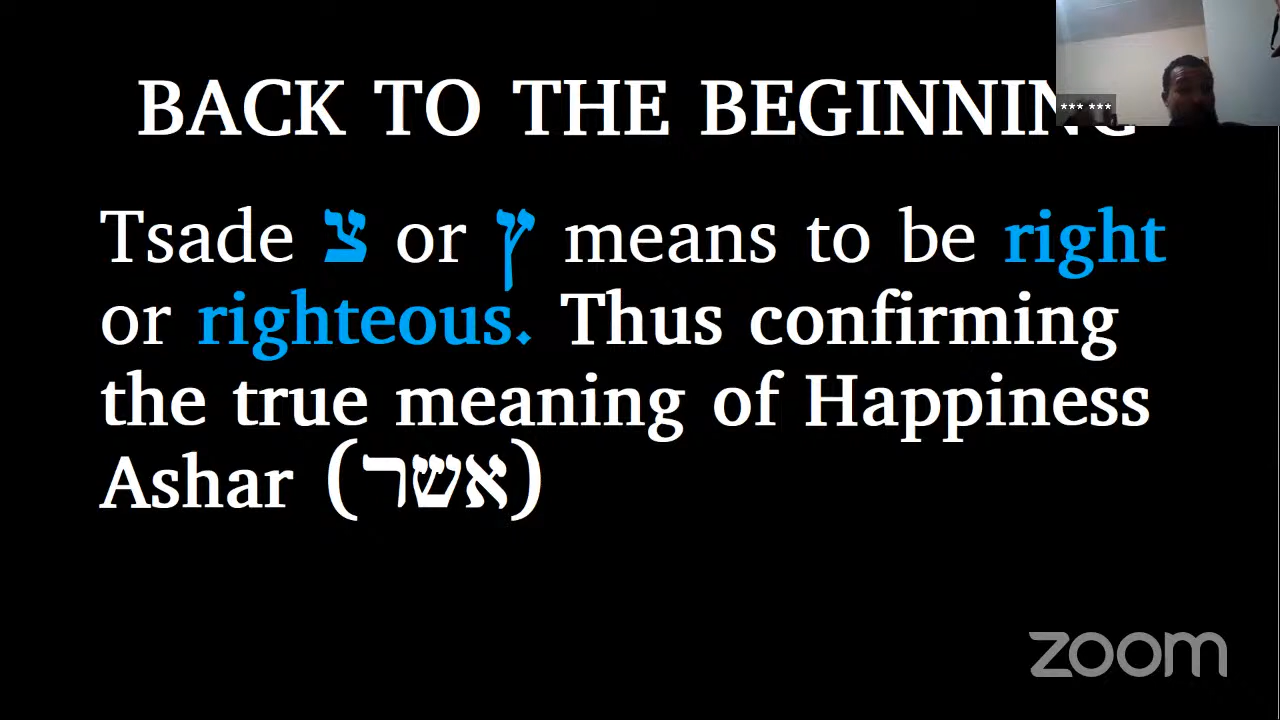 BACK TO THE BEGINNING
*** ***
Tsade צ or ץ means to be right
or righteous. Thus confirming
the true meaning of Happiness
Ashar (אשר)
zoom